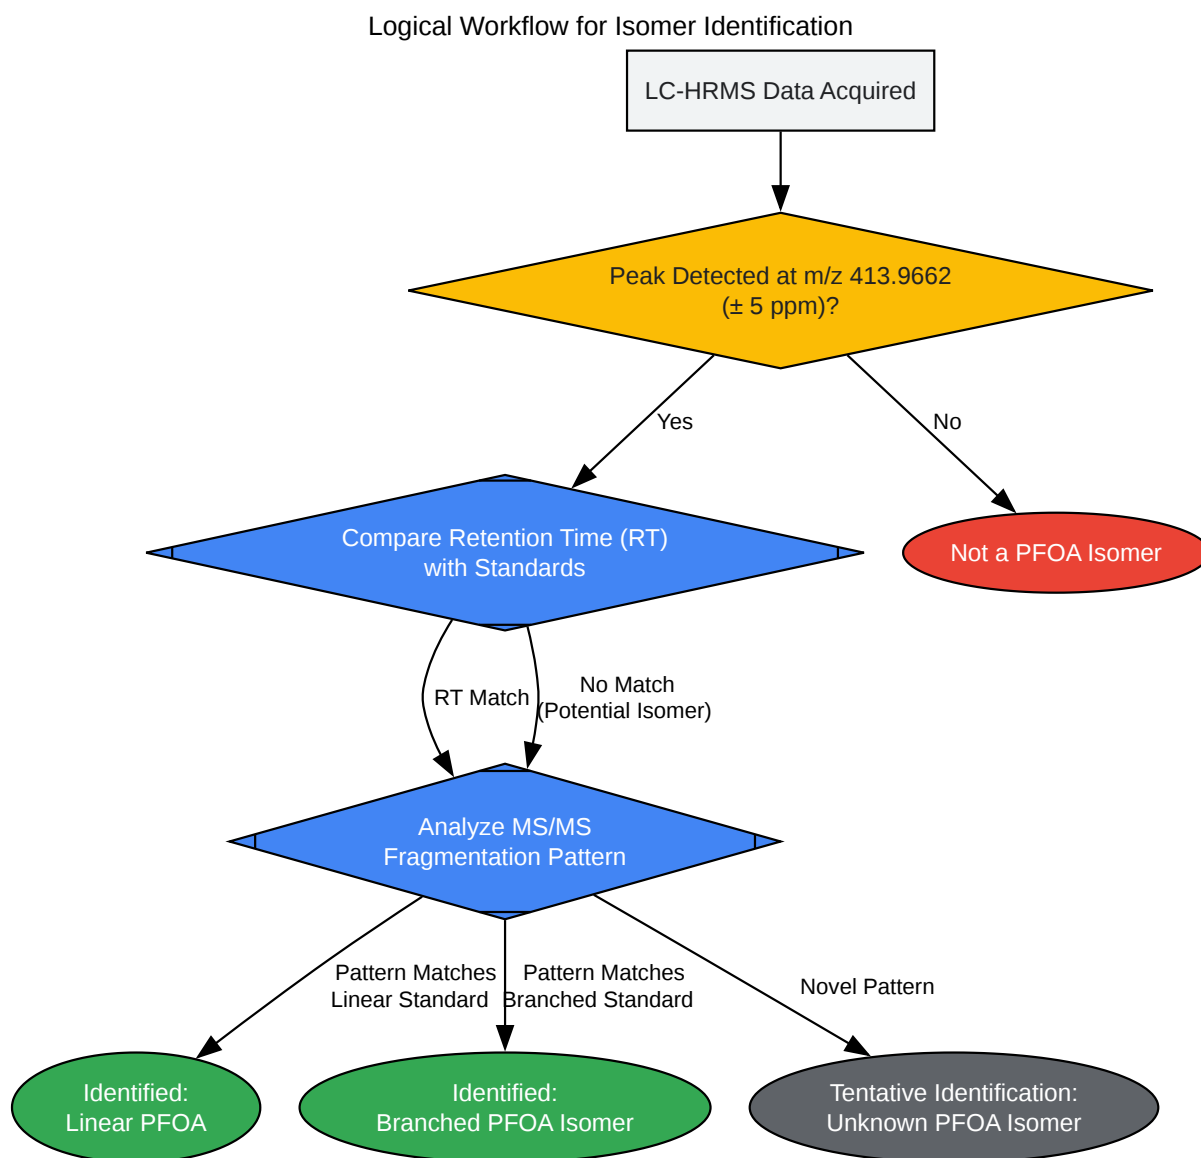 Logical Workflow for Isomer Identification
LC-HRMS Data Acquired
Peak Detected at m/z 413.9662
(± 5 ppm)?
Yes
No
Compare Retention Time (RT)
with Standards
Not a PFOA Isomer
RT Match
No Match
(Potential Isomer)
Analyze MS/MS
Fragmentation Pattern
Pattern Matches
Linear Standard
Pattern Matches
Branched Standard
Novel Pattern
Identified:
Linear PFOA
Identified:
Branched PFOA Isomer
Tentative Identification:
Unknown PFOA Isomer